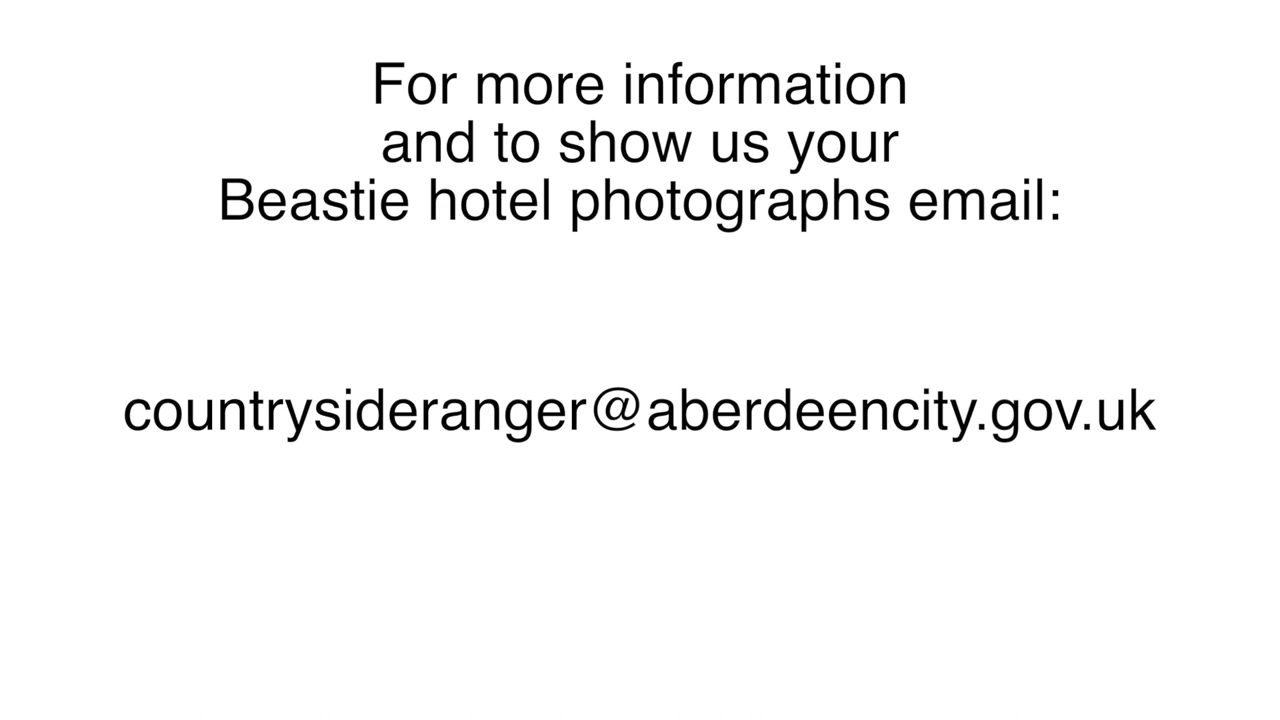 For more information
and to show us your
Beastie hotel photographs email:
countrysideranger@aberdeencity.gov.uk